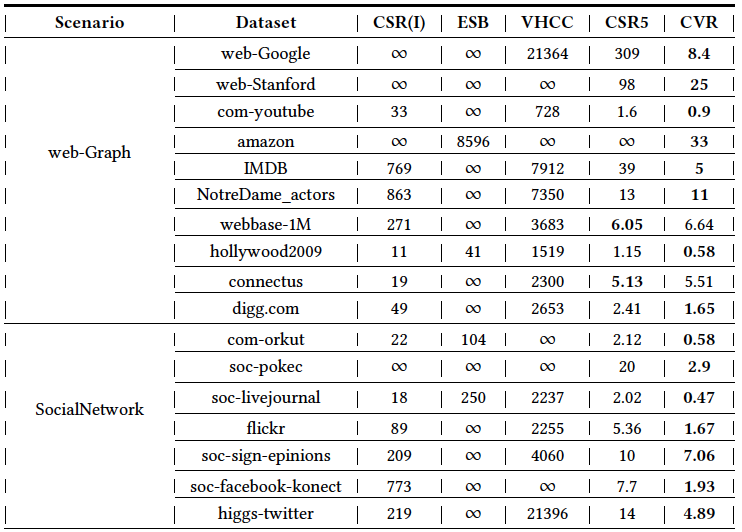 Scenario Dataset CSR(I) ESB VHCC CSR5 CVR
web-Google ∞ ∞ 21364 309 8.4
web-Stanford ∞ ∞ ∞ 98 25
com-youtube 33 ∞ 728 1.6 0.9
amazon ∞ 8596 ∞ ∞ 33
web-Graph
IMDB 769 ∞ 7912 39 5
NotreDame_actors 863 ∞ 7350 13 11
webbase-1M 271 ∞ 3683 6.05 6.64
hollywood2009 11 41 1519 1.15 0.58
connectus 19 ∞ 2300 5.13 5.51
digg.com 49 ∞ 2653 2.41 1.65
com-orkut 22 104 ∞ 2.12 0.58
soc-pokec ∞ ∞ ∞ 20 2.9
soc-livejournal 18 250 2237 2.02 0.47
SocialNetwork
flickr 89 ∞ 2255 5.36 1.67
soc-sign-epinions 209 ∞ 4060 10 7.06
soc-facebook-konect 773 ∞ ∞ 7.7 1.93
higgs-twitter 219 ∞ 21396 14 4.89